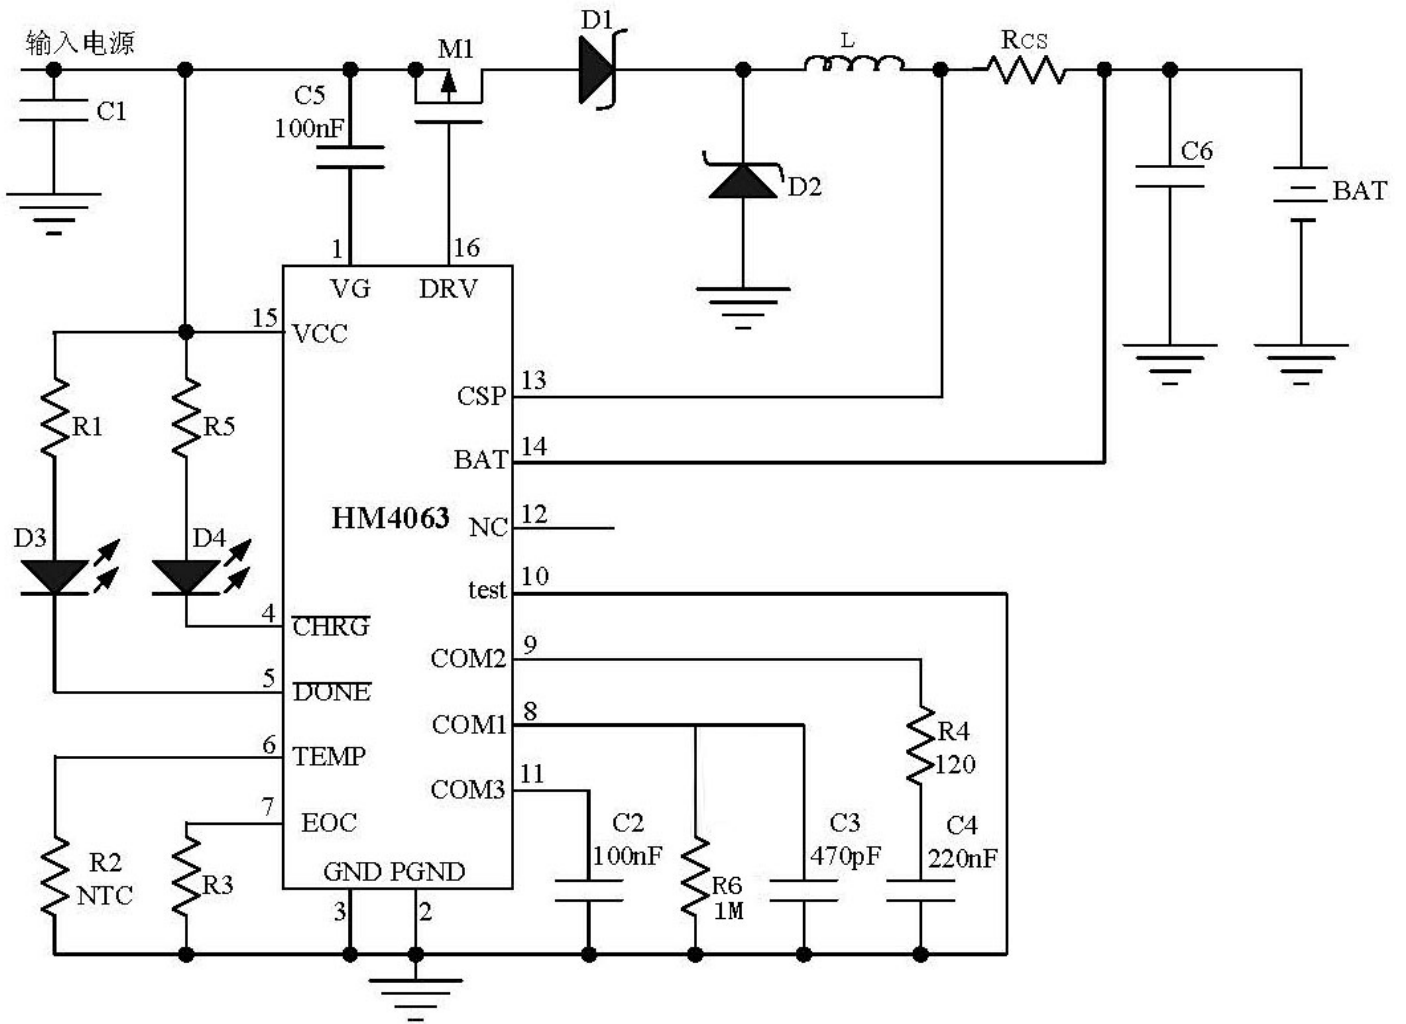 输入电源
C1
C5
100nF
M1
D1
L
RCS
D2
C6
BAT
1
16
VG
DRV
15
VCC
R1
R5
CSP
13
BAT
14
HM4063
NC
12
D3
D4
test
10
4
CHRG
COM2
9
5
DONE
COM1
8
6
TEMP
COM3
11
R4
120
7
EOC
R2
NTC
R3
GND
PGND
3
2
C2
100nF
R6
1M
C3
470pF
C4
220nF